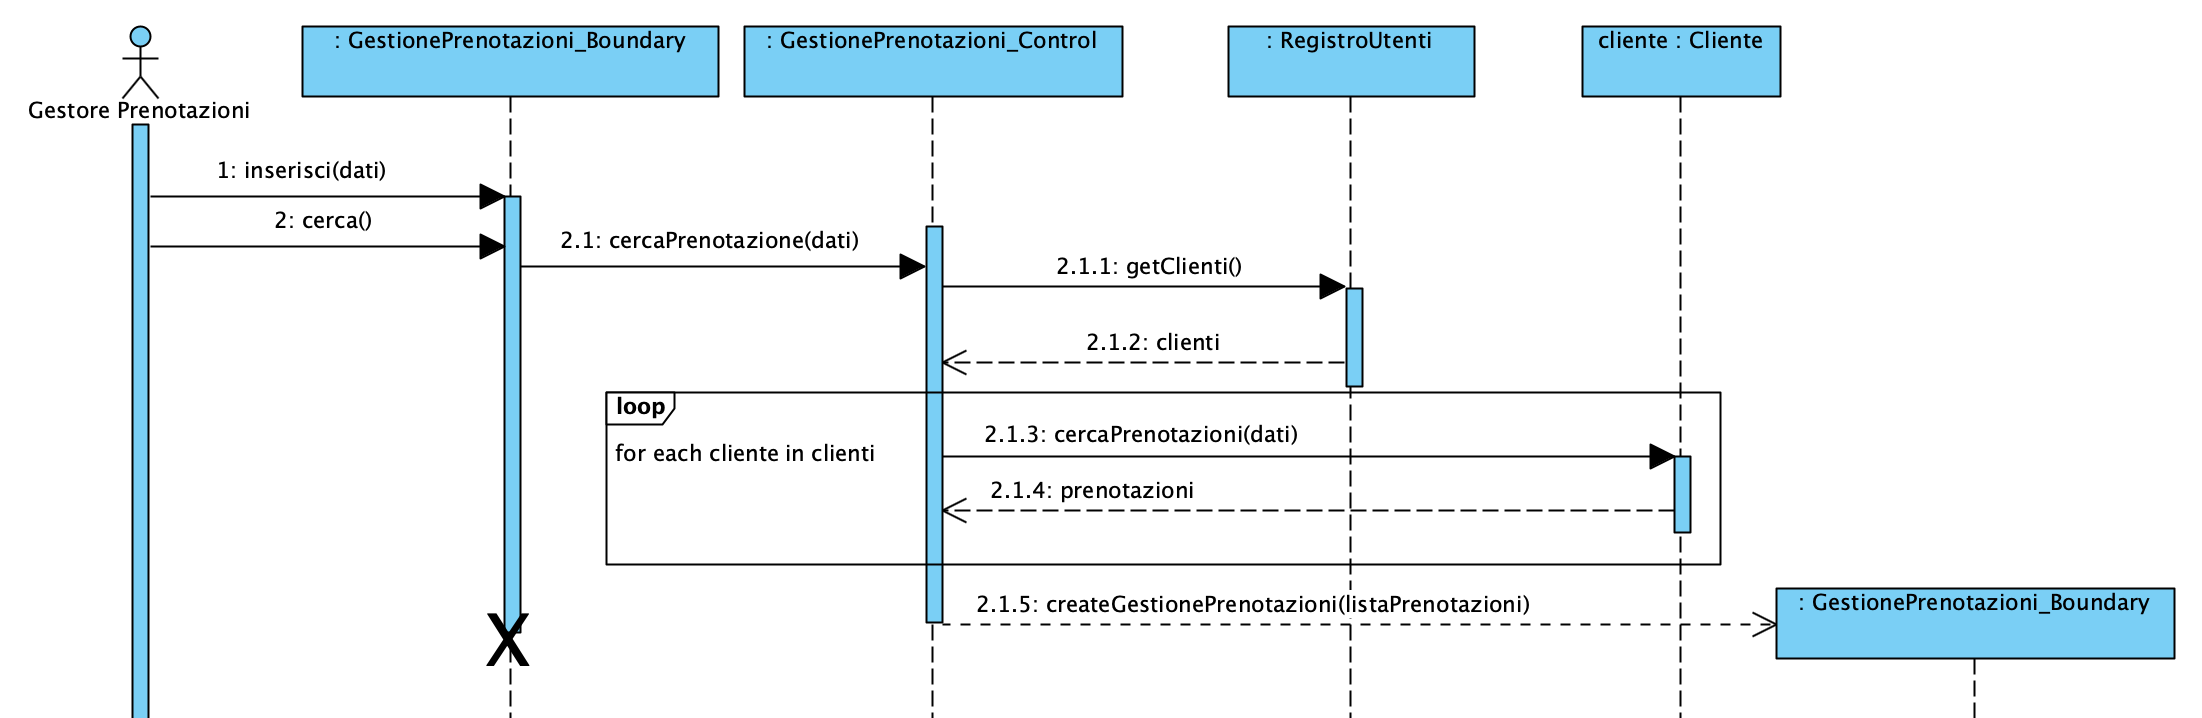 : GestionePrenotazioni_Boundary
: GestionePrenotazioni_Control
: RegistroUtenti
cliente : Cliente
Gestore Prenotazioni
1: inserisci(dati)
2: cerca()
2.1: cercaPrenotazione(dati)
2.1.1: getClienti()
2.1.2: clienti
loop
for each cliente in clienti
2.1.3: cercaPrenotazioni(dati)
2.1.4: prenotazioni
2.1.5: createGestionePrenotazioni(listaPrenotazioni)
: GestionePrenotazioni_Boundary